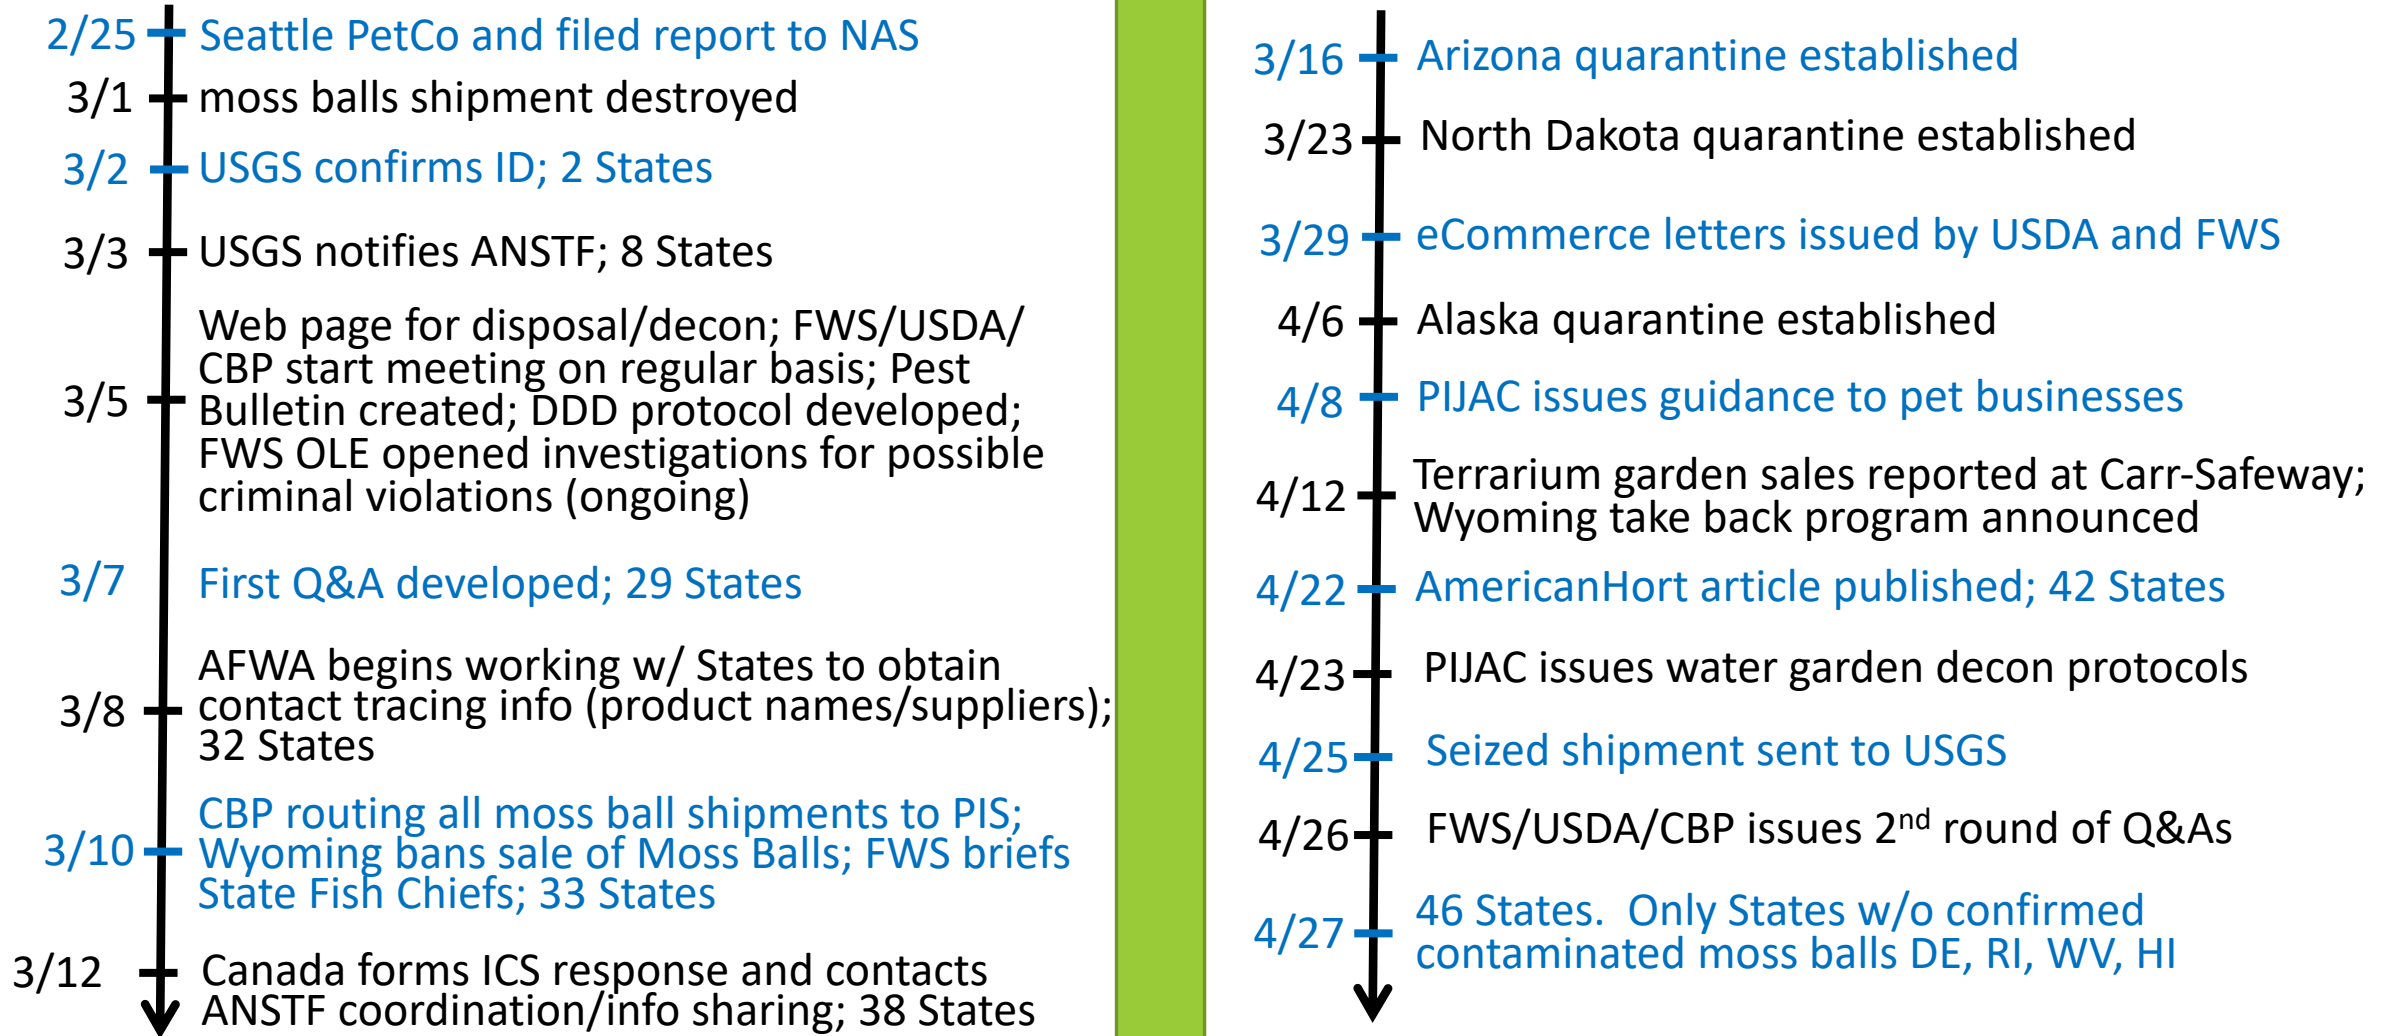 2/25 Seattle PetCo and filed report to NAS
3/1 moss balls shipment destroyed
3/2 USGS confirms ID; 2 States
3/3 USGS notifies ANSTF; 8 States
3/5 Web page for disposal/decon; FWS/USDA/
CBP start meeting on regular basis; Pest
Bulletin created; DDD protocol developed;
FWS OLE opened investigations for possible
criminal violations (ongoing)
3/7 First Q&A developed; 29 States
3/8 AFWA begins working w/ States to obtain
contact tracing info (product names/suppliers);
32 States
3/10 CBP routing all moss ball shipments to PIS;
Wyoming bans sale of Moss Balls; FWS briefs
State Fish Chiefs; 33 States
3/12 Canada forms ICS response and contacts
ANSTF coordination/info sharing; 38 States
3/16 Arizona quarantine established
3/23 North Dakota quarantine established
3/29 eCommerce letters issued by USDA and FWS
4/6 Alaska quarantine established
4/8 PIJAC issues guidance to pet businesses
4/12 Terrarium garden sales reported at Carr-Safeway;
Wyoming take back program announced
4/22 AmericanHort article published; 42 States
4/23 PIJAC issues water garden decon protocols
4/25 Seized shipment sent to USGS
4/26 FWS/USDA/CBP issues 2nd round of Q&As
4/27 46 States.  Only States w/o confirmed
contaminated moss balls DE, RI, WV, HI